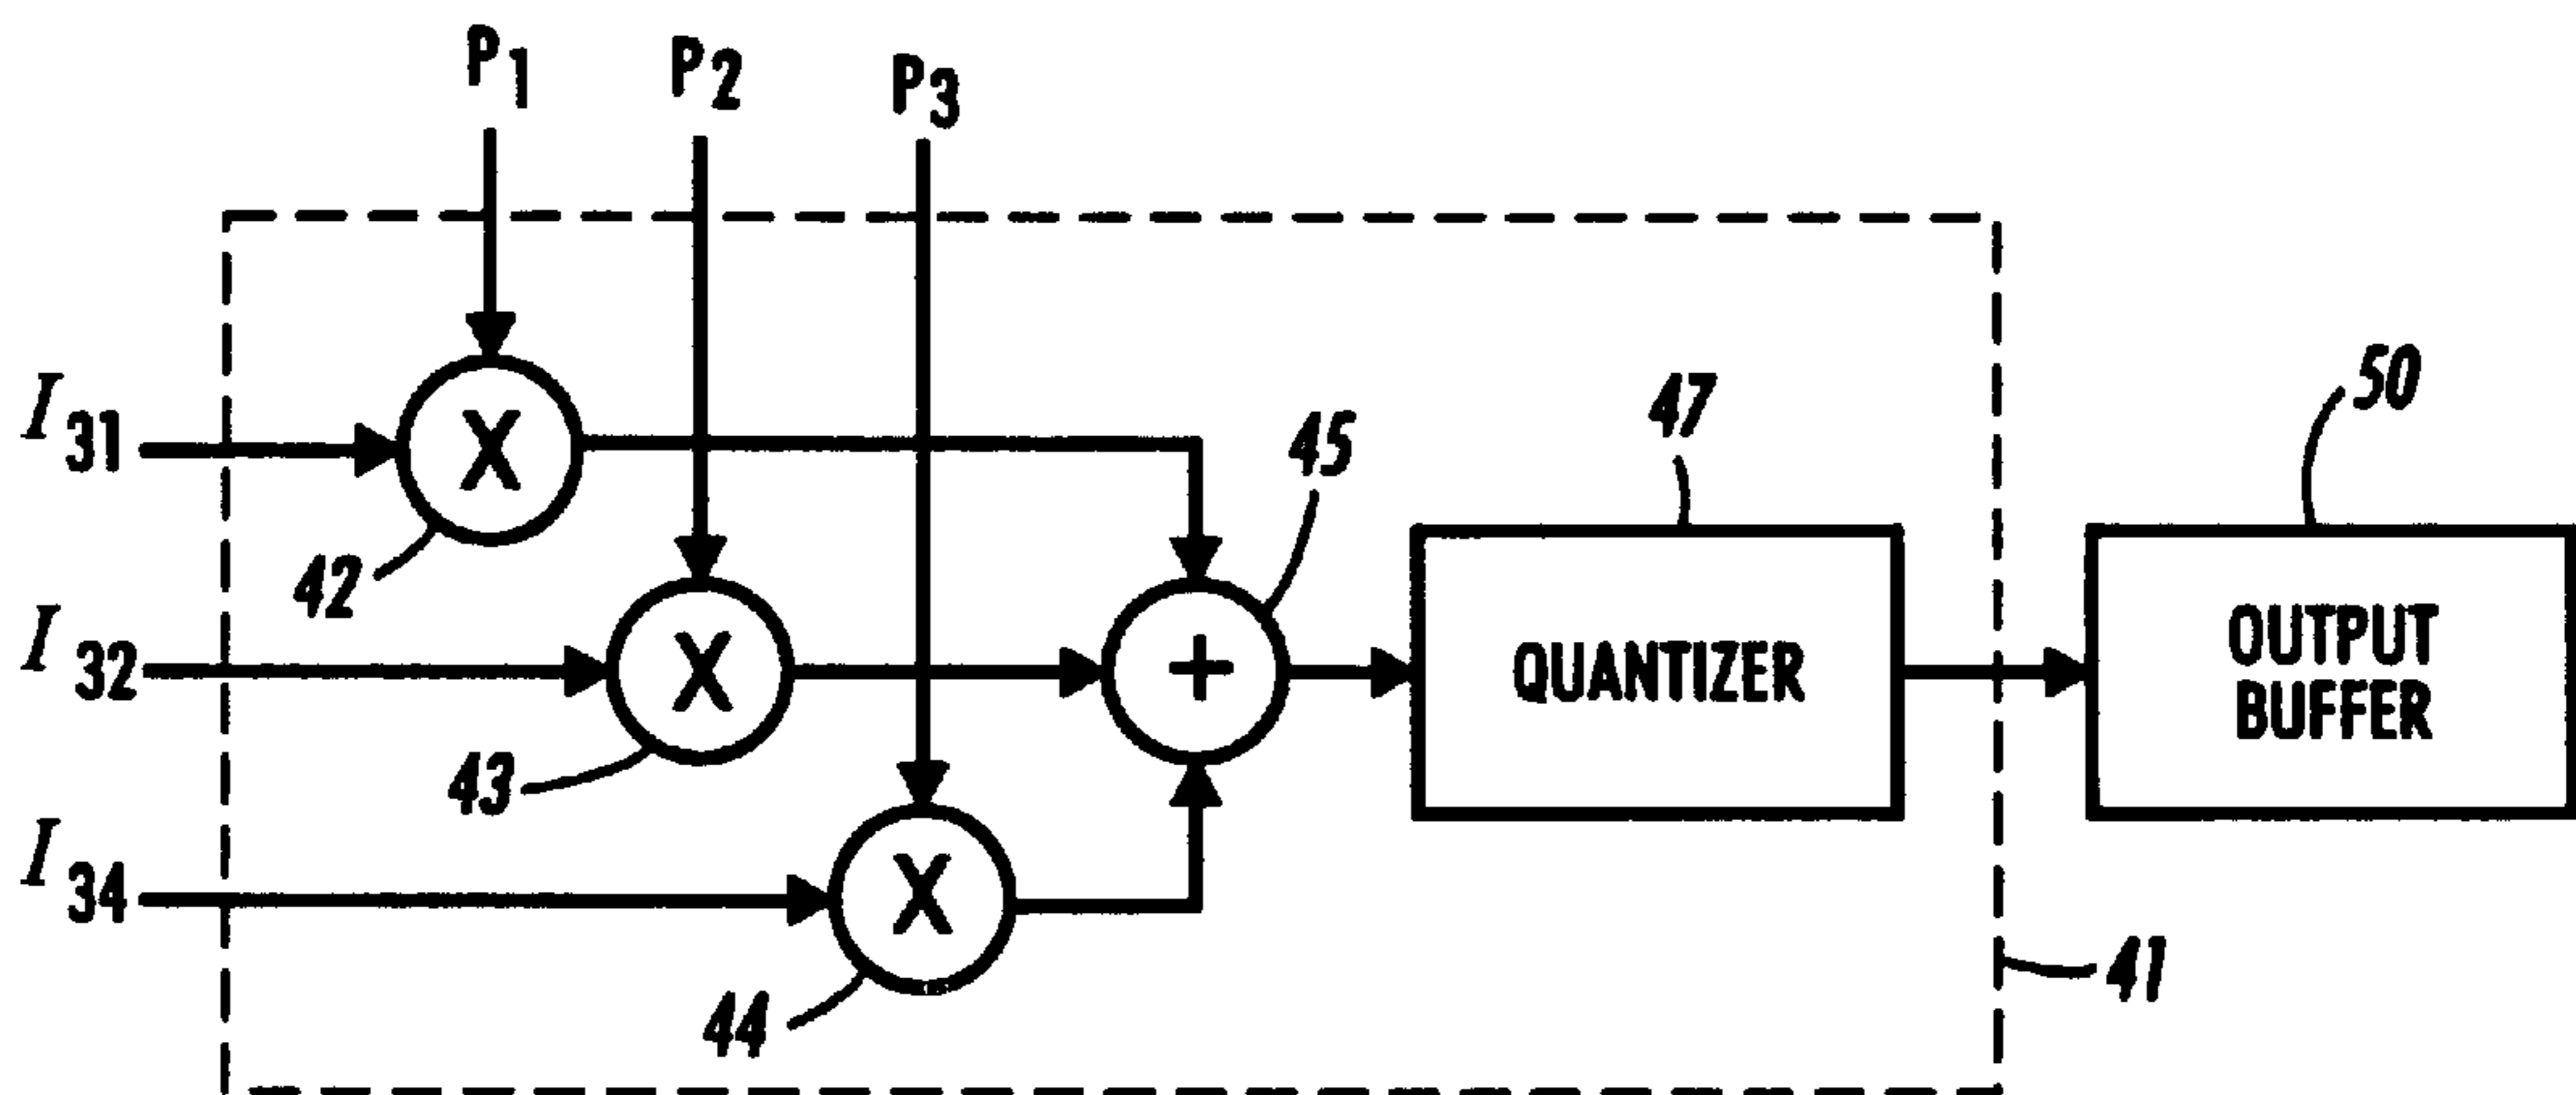 P1
P2
P3
I31
X
42
45
47
50
I32
X
43
+
QUANTIZER
OUTPUT
BUFFER
I34
X
44
41